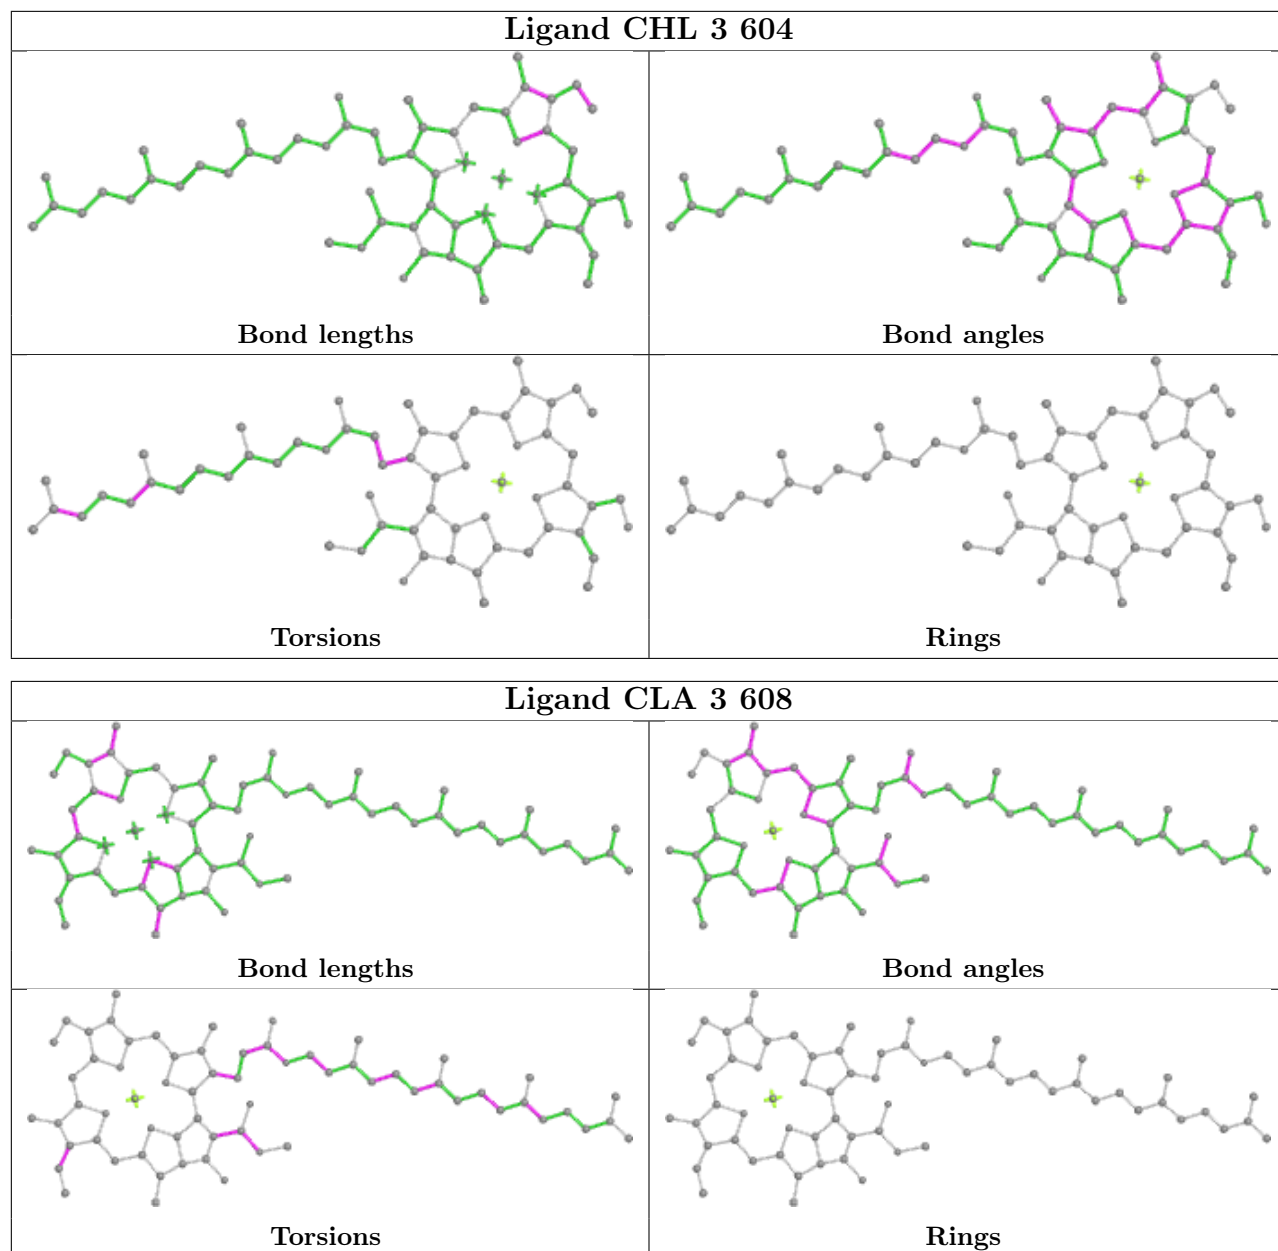 Ligand CHL 3 604
Bond lengths
Bond angles
Torsions
Rings
Ligand CLA 3 608
Bond lengths
Bond angles
Torsions
Rings